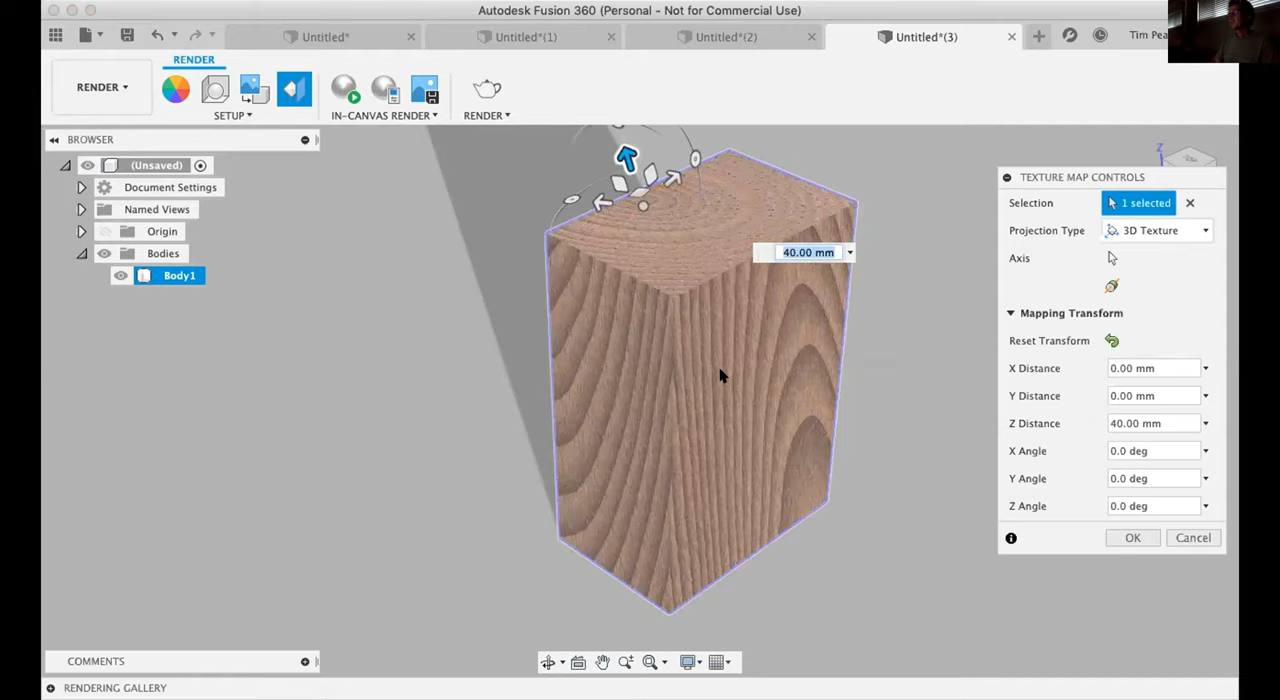 Autodesk Fusion 360 (Personal - Not for Commercial Use)
Untitled*
Untitled*(1)
Untitled*(2)
Untitled*(3)
Tim Pea
RENDER
RENDER
SETUP
IN-CANVAS RENDER
RENDER
BROWSER
(Unsaved)
Document Settings
Named Views
Origin
Bodies
Body1
Z
40.00 mm
TEXTURE MAP CONTROLS
Selection
1 selected
Projection Type
3D Texture
Axis
Mapping Transform
Reset Transform
X Distance
0.00 mm
Y Distance
0.00 mm
Z Distance
40.00 mm
X Angle
0.0 deg
Y Angle
0.0 deg
Z Angle
0.0 deg
OK
Cancel
COMMENTS
RENDERING GALLERY